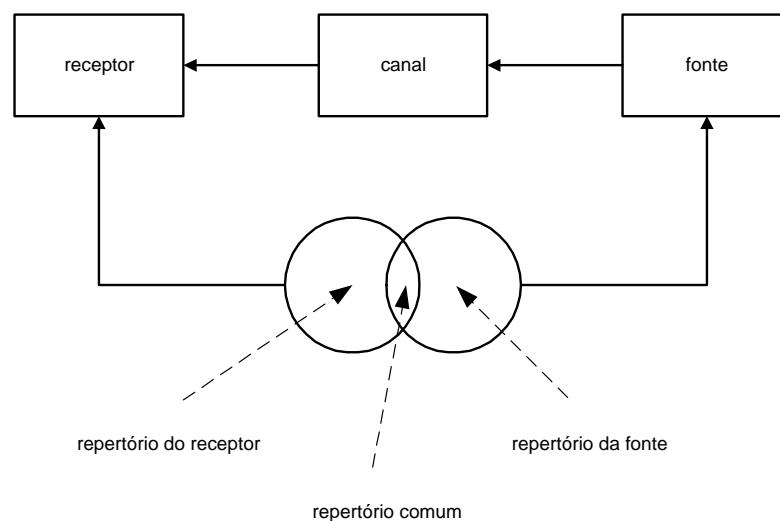 receptor
canal
fonte
repertório do receptor
repertório da fonte
repertório comum